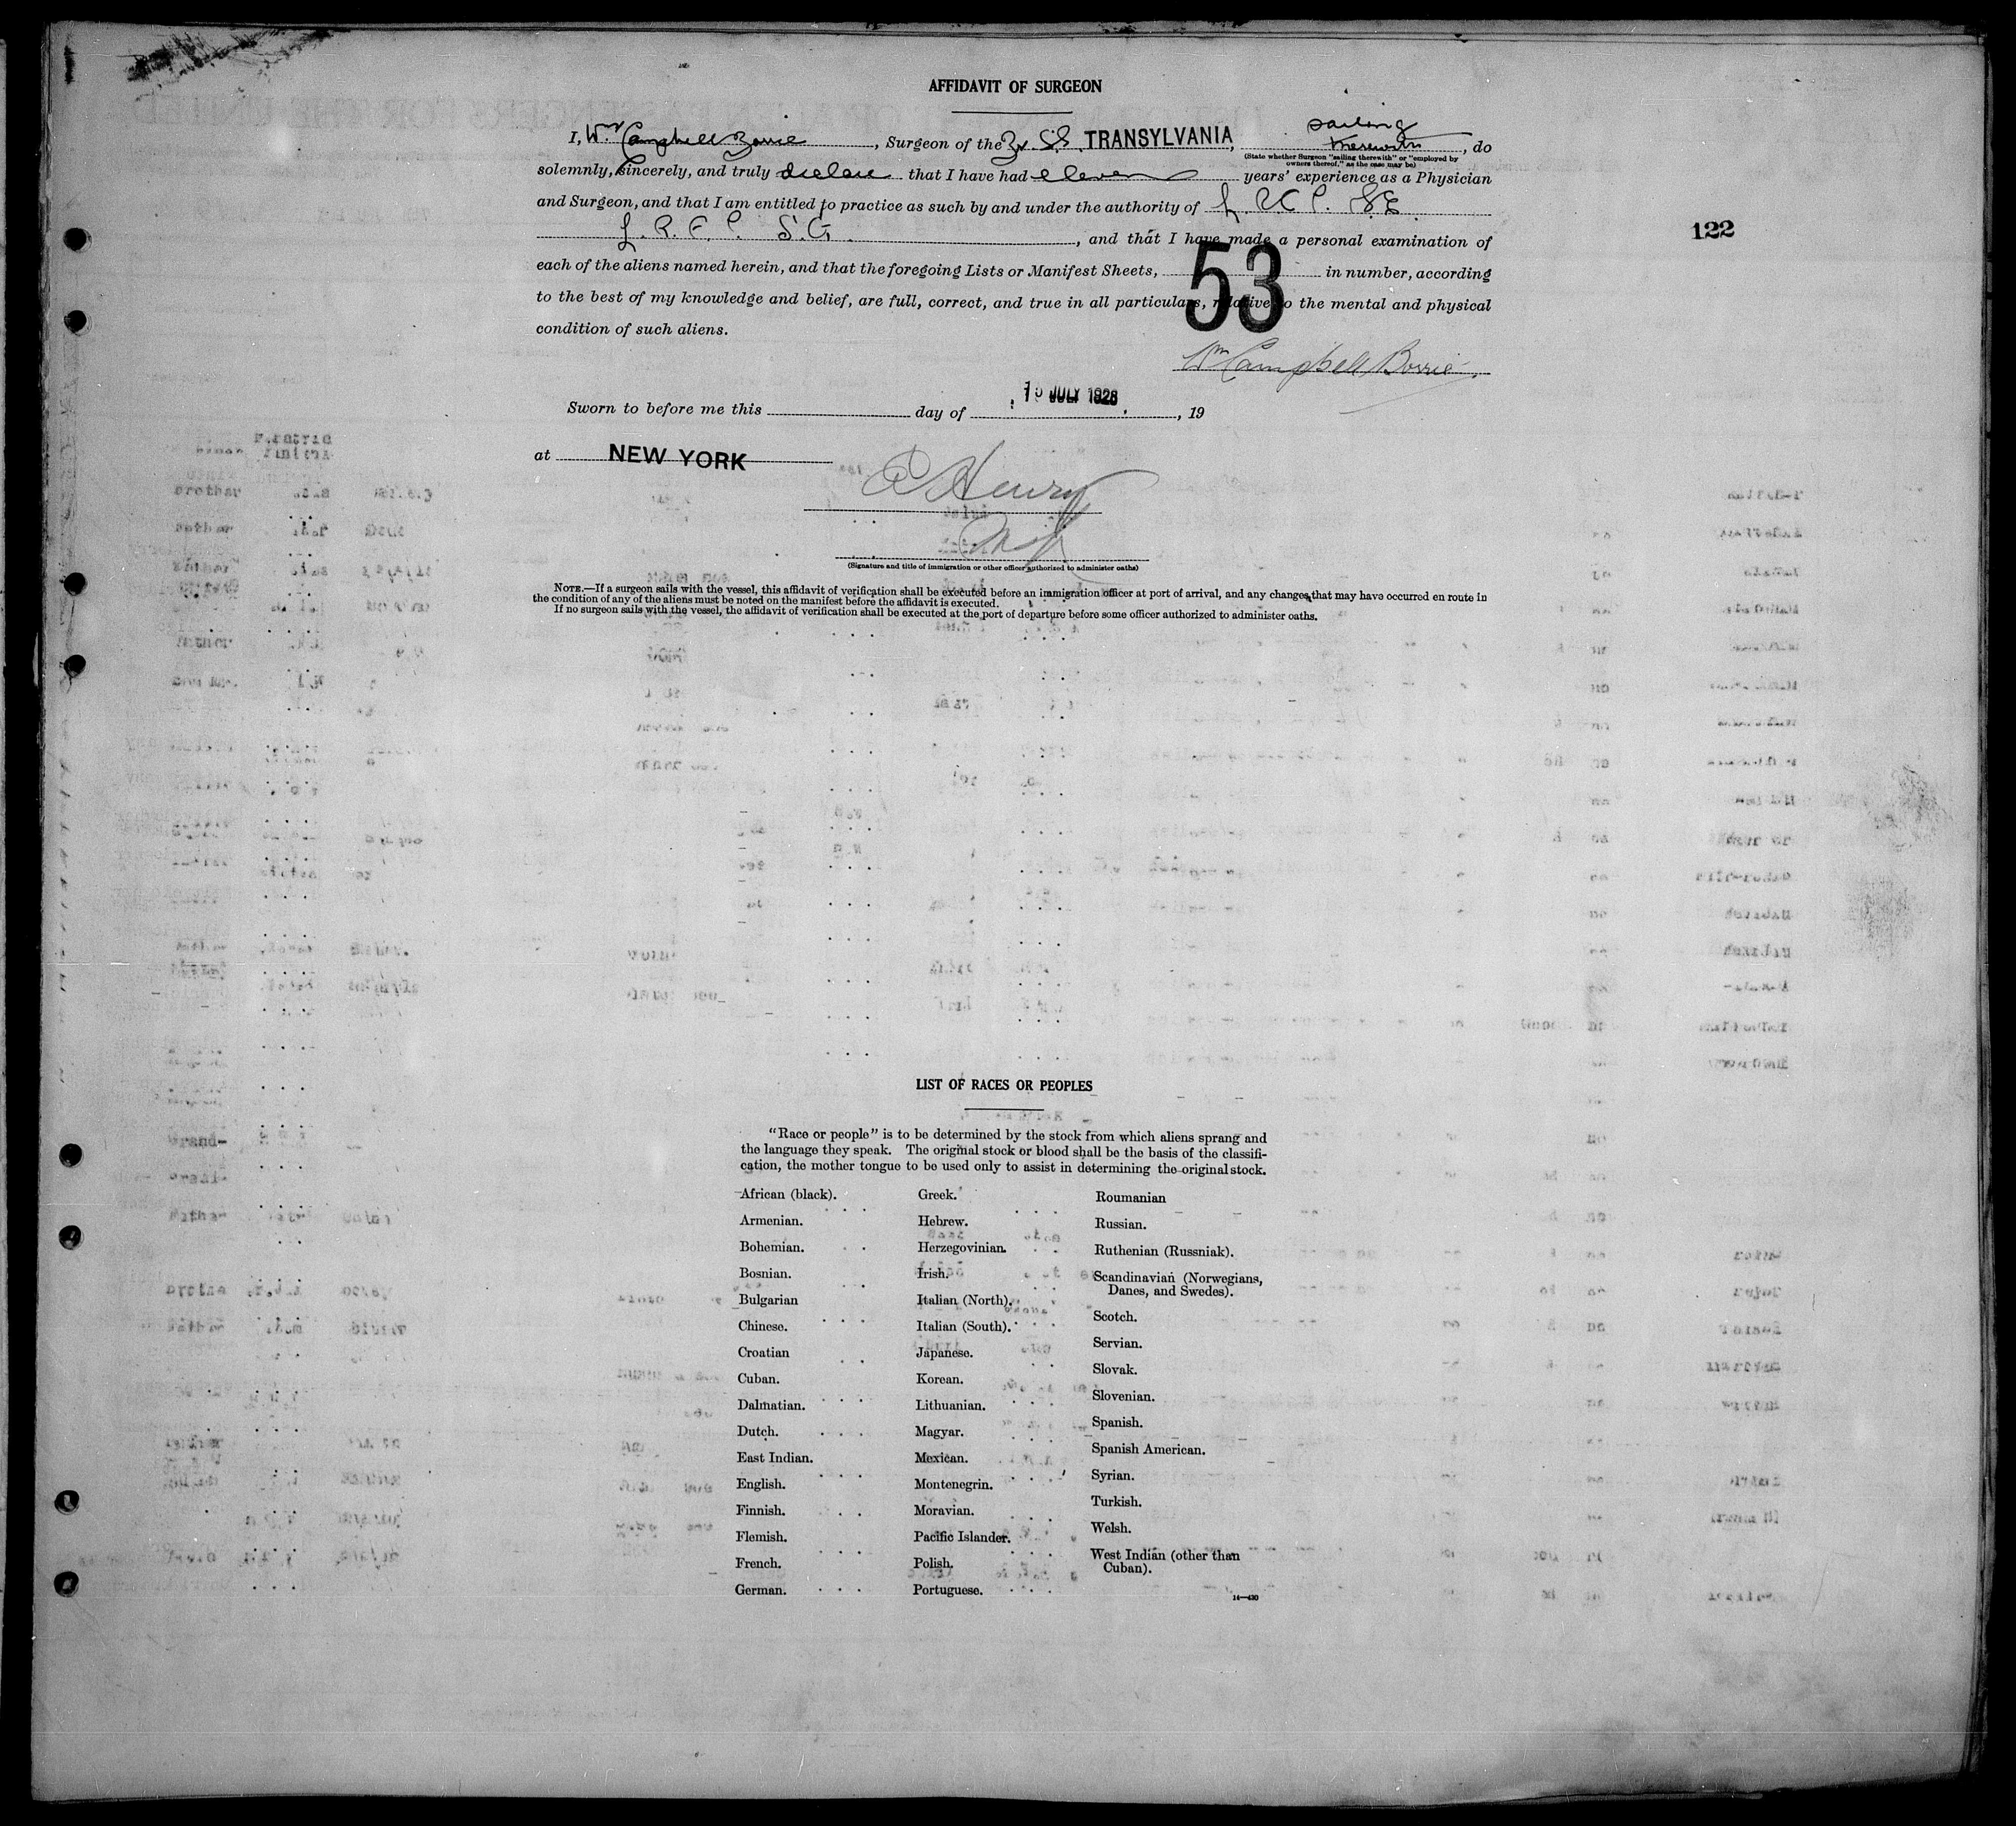 AFFIDAVIT OF SURGEON
I, Wm Campbell Borrie, Surgeon of the Br. S.S. TRANSYLVANIA, sailing therewith, do
(State whether Surgeon "sailing therewith" or "employed by owners thereof," as the case may be)
solemnly, sincerely, and truly declare that I have had eleven years' experience as a Physician
and Surgeon, and that I am entitled to practice as such by and under the authority of L. R. C. P. S. E.
L. R. F. P. S. G., and that I have made a personal examination of
122
each of the aliens named herein, and that the foregoing Lists or Manifest Sheets, 53 in number, according
to the best of my knowledge and belief, are full, correct, and true in all particulars, relative to the mental and physical
condition of such aliens.
Wm Campbell Borrie
Sworn to before me this day of JULY 1928, 19
at NEW YORK
Henry
(Signature and title of immigration or other officer authorized to administer oaths)
NOTE.—If a surgeon sails with the vessel, this affidavit of verification shall be executed before an immigration officer at port of arrival, and any changes that may have occurred en route in
the condition of any of the aliens must be noted on the manifest before the affidavit is executed.
If no surgeon sails with the vessel, the affidavit of verification shall be executed at the port of departure before some officer authorized to administer oaths.
LIST OF RACES OR PEOPLES
"Race or people" is to be determined by the stock from which aliens sprang and
the language they speak. The original stock or blood shall be the basis of the classifi-
cation, the mother tongue to be used only to assist in determining the original stock.
African (black).
Armenian.
Bohemian.
Bosnian.
Bulgarian
Chinese.
Croatian
Cuban.
Dalmatian.
Dutch.
East Indian.
English.
Finnish.
Flemish.
French.
German.
Greek.
Hebrew.
Herzegovinian.
Irish.
Italian (North).
Italian (South).
Japanese.
Korean.
Lithuanian.
Magyar.
Mexican.
Montenegrin.
Moravian.
Pacific Islander.
Polish.
Portuguese.
Roumanian
Russian.
Ruthenian (Russniak).
Scandinavian (Norwegians,
Danes, and Swedes).
Scotch.
Servian.
Slovak.
Slovenian.
Spanish.
Spanish American.
Syrian.
Turkish.
Welsh.
West Indian (other than
Cuban).
14—430